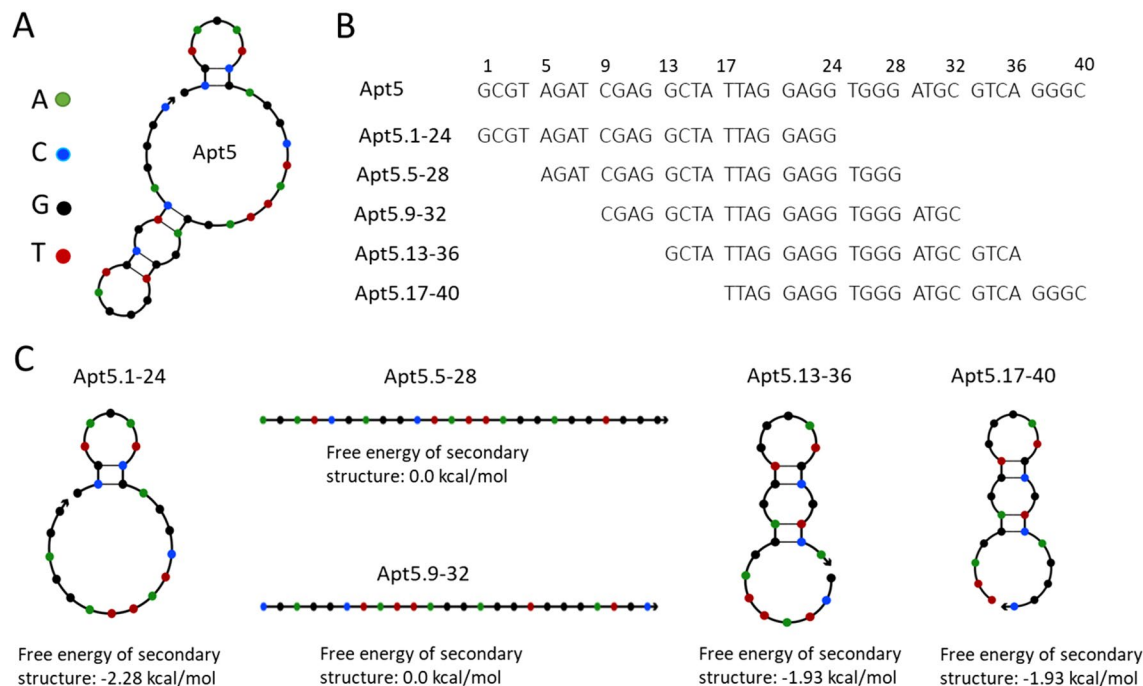 A
B
A
C
G
T
Apt5
1 5 9 13 17 24 28 32 36 40
Apt5 GCGT AGAT CGAG GCTA TTAG GAGG TGGG ATGC GTCA GGGC
Apt5.1-24 GCGT AGAT CGAG GCTA TTAG GAGG
Apt5.5-28 AGAT CGAG GCTA TTAG GAGG TGGG
Apt5.9-32 CGAG GCTA TTAG GAGG TGGG ATGC
Apt5.13-36 GCTA TTAG GAGG TGGG ATGC GTCA
Apt5.17-40 TTAG GAGG TGGG ATGC GTCA GGGC
C
Apt5.1-24
Free energy of secondary
structure: -2.28 kcal/mol
Apt5.5-28
Free energy of secondary
structure: 0.0 kcal/mol
Apt5.9-32
Free energy of secondary
structure: 0.0 kcal/mol
Apt5.13-36
Free energy of secondary
structure: -1.93 kcal/mol
Apt5.17-40
Free energy of secondary
structure: -1.93 kcal/mol